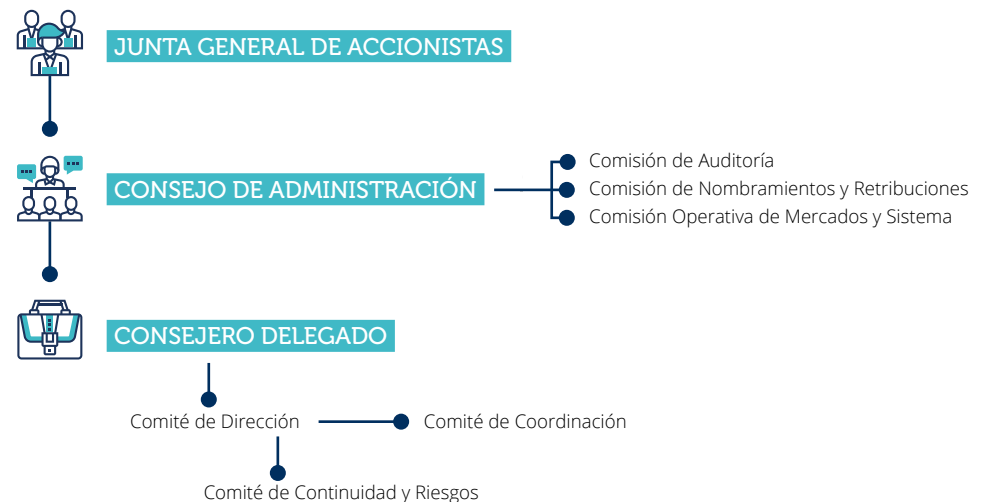 JUNTA GENERAL DE ACCIONISTAS
CONSEJO DE ADMINISTRACIÓN
Comisión de Auditoría
Comisión de Nombramientos y Retribuciones
Comisión Operativa de Mercados y Sistema
CONSEJERO DELEGADO
Comité de Dirección
Comité de Coordinación
Comité de Continuidad y Riesgos